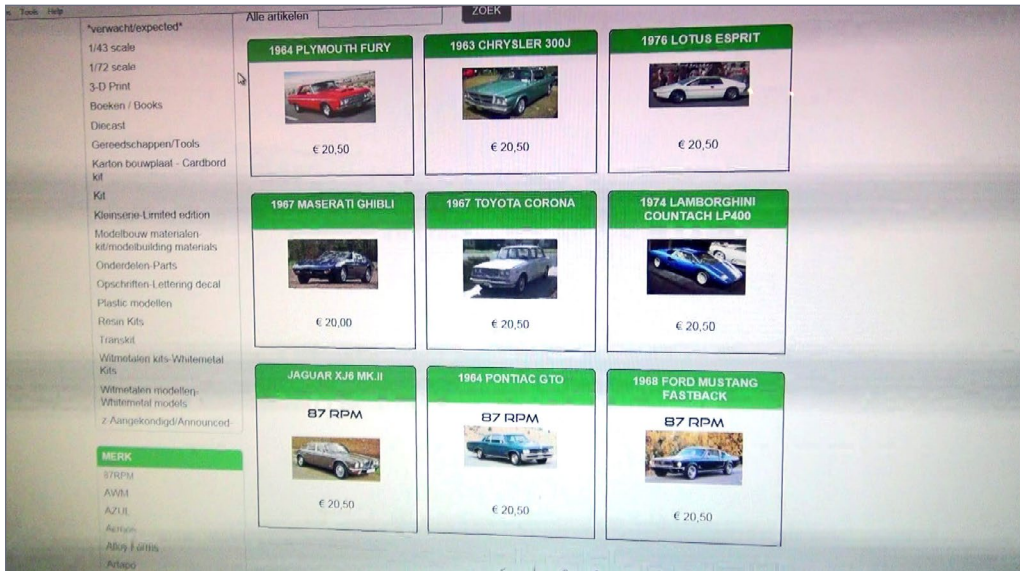 Tools Help
*verwacht/expected*
1/43 scale
1/72 scale
3-D Print
Boeken / Books
Diecast
Gereedschappen/Tools
Karton bouwplaat - Cardbord
kit
Kit
Kleinserie-Limited edition
Modelbouw materialen-
kit/modelbuilding materials
Onderdelen-Parts
Opschriften-Lettering decal
Plastic modellen
Resin Kits
Transkit
Witmetalen kits-Whitemetal
Kits
Witmetalen modellen-
Whitemetal models
z-Aangekondigd/Announced
MERK
87RPM
AWM
AZUL
Alloy Forms
Alle artikelen
ZOEK
1964 PLYMOUTH FURY
€ 20,50
1963 CHRYSLER 300J
€ 20,50
1976 LOTUS ESPRIT
€ 20,50
1967 MASERATI GHIBLI
€ 20,00
1967 TOYOTA CORONA
€ 20,50
1974 LAMBORGHINI
COUNTACH LP400
€ 20,50
JAGUAR XJ6 MK.II
87 RPM
€ 20,50
1964 PONTIAC GTO
87 RPM
€ 20,50
1968 FORD MUSTANG
FASTBACK
87 RPM
€ 20,50